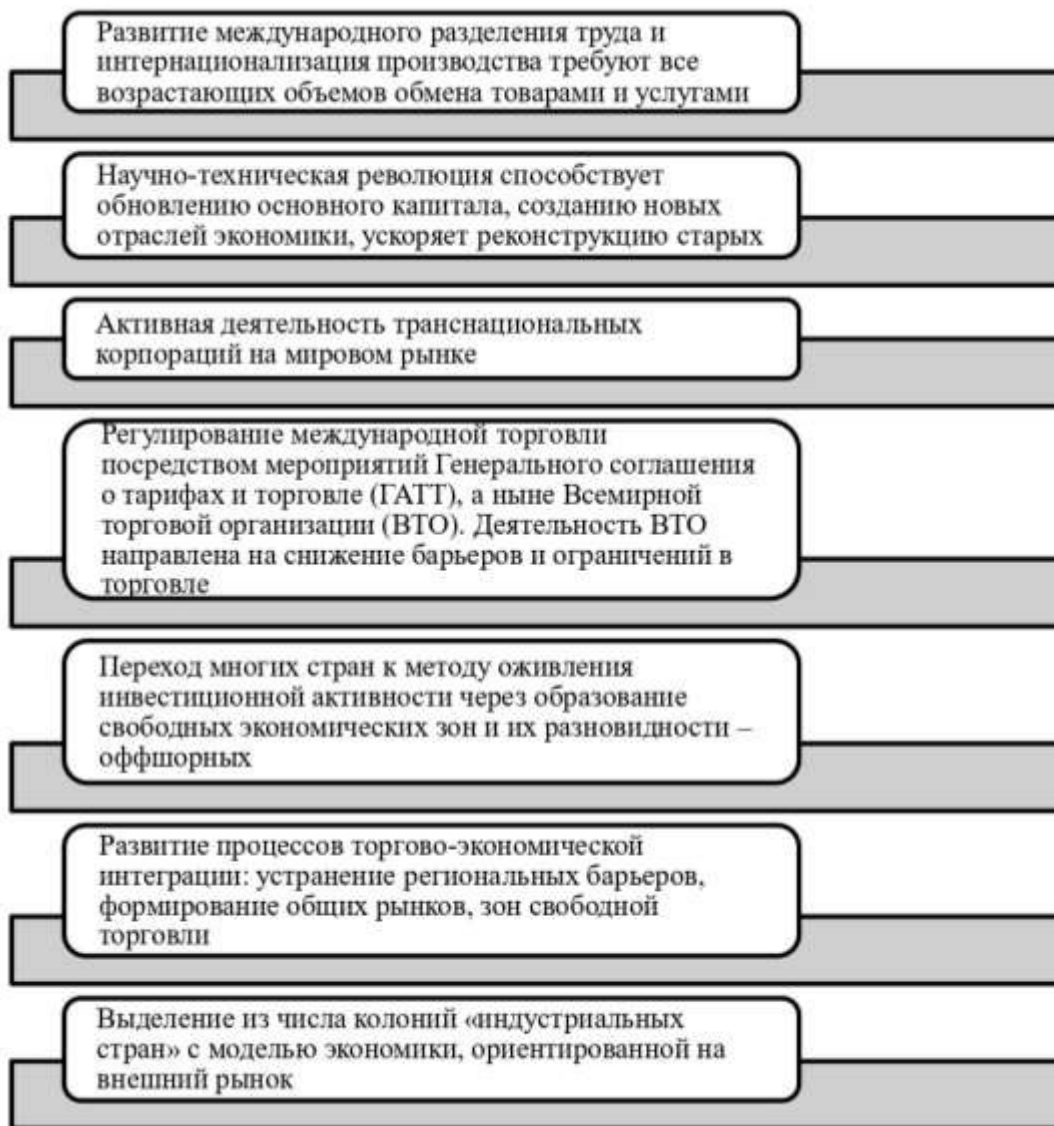 Развитие международного разделения труда и
интернационализация производства требуют все
возрастающих объемов обмена товарами и услугами
Научно-техническая революция способствует
обновлению основного капитала, созданию новых
отраслей экономики, ускоряет реконструкцию старых
Активная деятельность транснациональных
корпораций на мировом рынке
Регулирование международной торговли
посредством мероприятий Генерального соглашения
о тарифах и торговле (ГАТТ), а ныне Всемирной
торговой организации (ВТО). Деятельность ВТО
направлена на снижение барьеров и ограничений в
торговле
Переход многих стран к методу оживления
инвестиционной активности через образование
свободных экономических зон и их разновидности –
оффшорных
Развитие процессов торгово-экономической
интеграции: устранение региональных барьеров,
формирование общих рынков, зон свободной
торговли
Выделение из числа колоний «индустриальных
стран» с моделью экономики, ориентированной на
внешний рынок